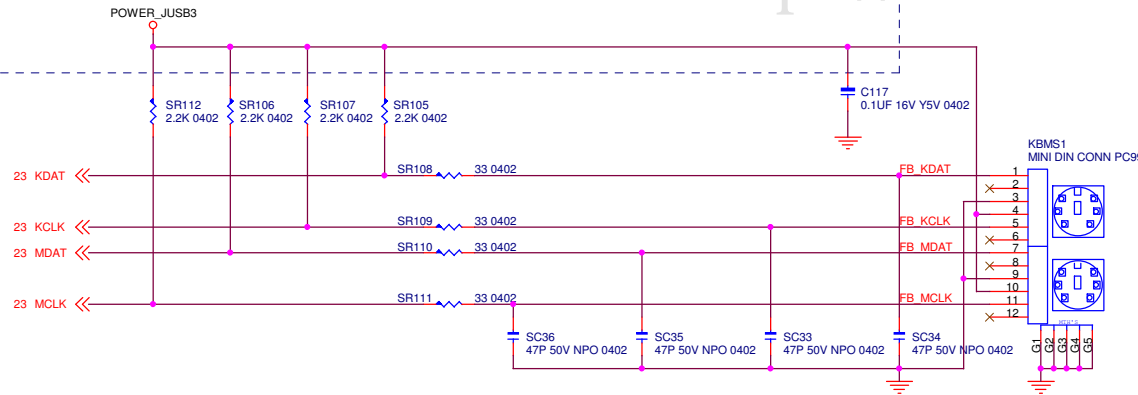 POWER_JUSB3
SR112
2.2K 0402
SR106
2.2K 0402
SR107
2.2K 0402
SR105
2.2K 0402
C117
0.1UF 16V Y5V 0402
KBMS1
MINI DIN CONN PC99
23 KDAT
SR108
33 0402
FB_KDAT
1
2
3
4
23 KCLK
SR109
33 0402
FB_KCLK
5
6
23 MDAT
SR110
33 0402
FB_MDAT
7
8
9
10
23 MCLK
SR111
33 0402
FB_MCLK
11
12
SC36
47P 50V NPO 0402
SC35
47P 50V NPO 0402
SC33
47P 50V NPO 0402
SC34
47P 50V NPO 0402
MTH'S
G1
G2
G3
G4
G5